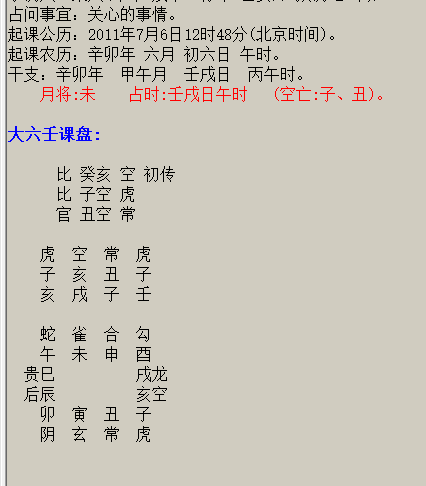 占问事宜：关心的事情。
起课公历：2011年7月6日12时48分(北京时间)。
起课农历：辛卯年 六月 初六日 午时。
干支：辛卯年 甲午月 壬戌日 丙午时。
月将:未 占时:壬戌日午时 (空亡:子、丑)。
大六壬课盘:
比 癸亥 空 初传
比 子空 虎
官 丑空 常
虎 空 常 虎
子 亥 丑 子
亥 戌 子 壬
蛇 雀 合 勾
午 未 申 酉
贵巳 戌龙
后辰 亥空
卯 寅 丑 子
阴 玄 常 虎